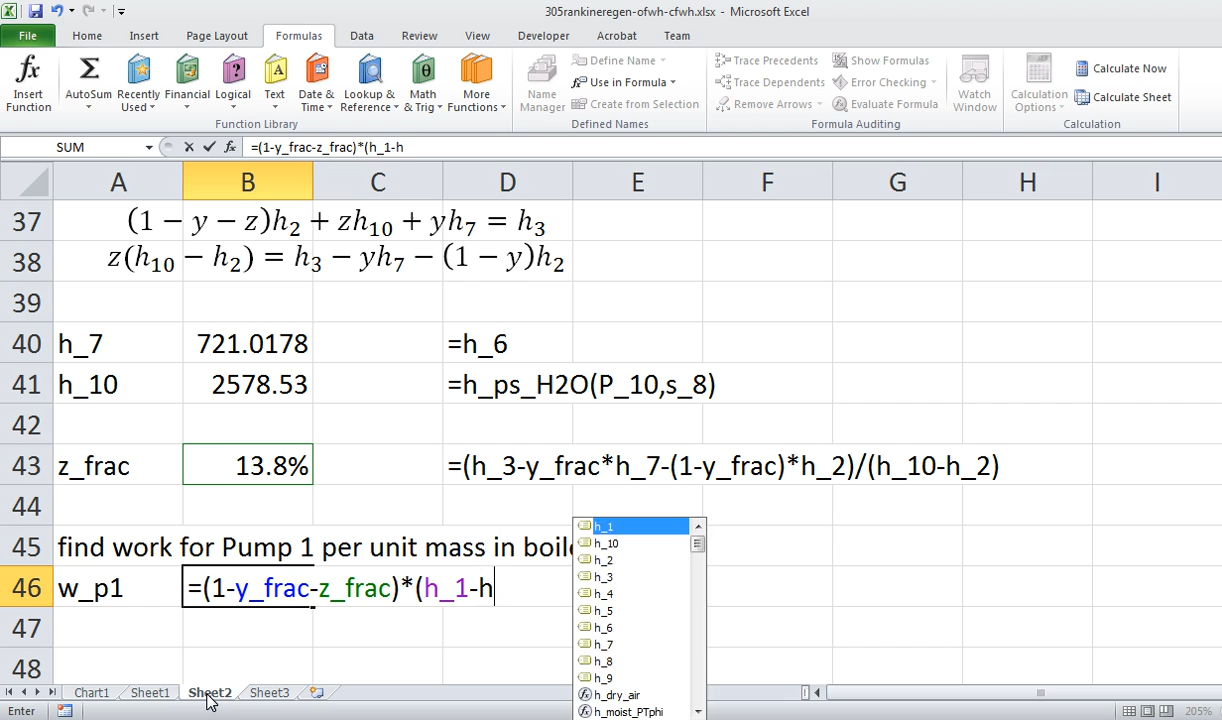 305rankineregen-ofwh-cfwh.xlsx - Microsoft Excel
File Home Insert Page Layout Formulas Data Review View Developer Acrobat Team
Insert Function
AutoSum
Recently Used
Financial
Logical
Text
Date & Time
Lookup & Reference
Math & Trig
More Functions
Function Library
Name Manager
Define Name
Use in Formula
Create from Selection
Defined Names
Trace Precedents
Trace Dependents
Remove Arrows
Show Formulas
Error Checking
Evaluate Formula
Formula Auditing
Watch Window
Calculation Options
Calculate Now
Calculate Sheet
Calculation
SUM fx =(1-y_frac-z_frac)*(h_1-h
A B C D E F G H I
37 (1 − y − z)h₂ + zh₁₀ + yh₇ = h₃
38 z(h₁₀ − h₂) = h₃ − yh₇ − (1 − y)h₂
39
40 h_7 721.0178 =h_6
41 h_10 2578.53 =h_ps_H2O(P_10,s_8)
42
43 z_frac 13.8% =(h_3-y_frac*h_7-(1-y_frac)*h_2)/(h_10-h_2)
44
45 find work for Pump 1 per unit mass in boil
46 w_p1 =(1-y_frac-z_frac)*(h_1-h
47
48
h_1
h_10
h_2
h_3
h_4
h_5
h_6
h_7
h_8
h_9
h_dry_air
h_moist_PTphi
Chart1 Sheet1 Sheet2 Sheet3
Enter 205%